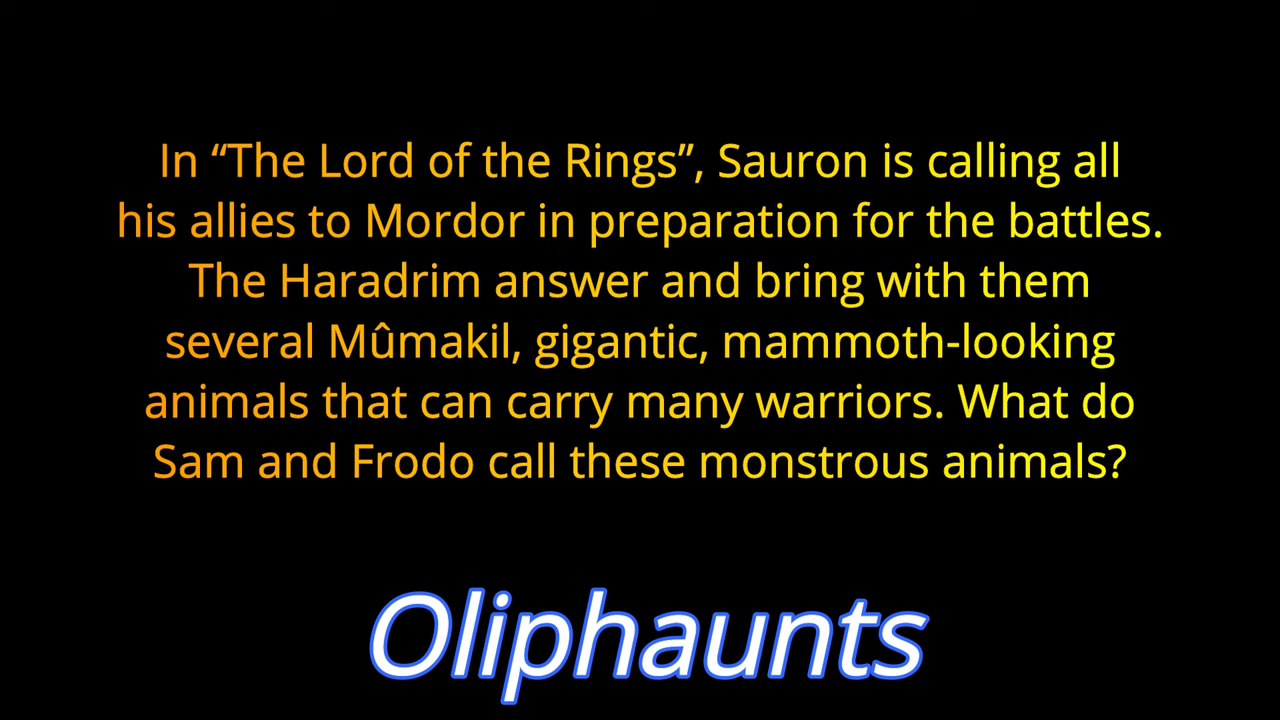 In “The Lord of the Rings”, Sauron is calling all
his allies to Mordor in preparation for the battles.
The Haradrim answer and bring with them
several Mûmakil, gigantic, mammoth-looking
animals that can carry many warriors. What do
Sam and Frodo call these monstrous animals?
Oliphaunts